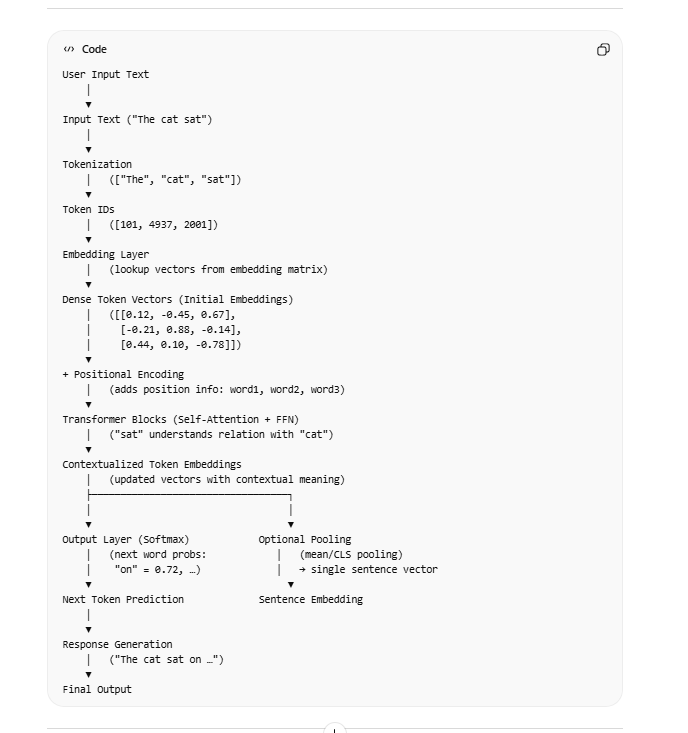 Code
User Input Text
Input Text ("The cat sat")
Tokenization
(["The", "cat", "sat"])
Token IDs
([101, 4937, 2001])
Embedding Layer
(lookup vectors from embedding matrix)
Dense Token Vectors (Initial Embeddings)
([[0.12, -0.45, 0.67],
[-0.21, 0.88, -0.14],
[0.44, 0.10, -0.78]])
+ Positional Encoding
(adds position info: word1, word2, word3)
Transformer Blocks (Self-Attention + FFN)
("sat" understands relation with "cat")
Contextualized Token Embeddings
(updated vectors with contextual meaning)
Output Layer (Softmax) Optional Pooling
(next word probs: (mean/CLS pooling)
"on" = 0.72, …) → single sentence vector
Next Token Prediction Sentence Embedding
Response Generation
("The cat sat on …")
Final Output